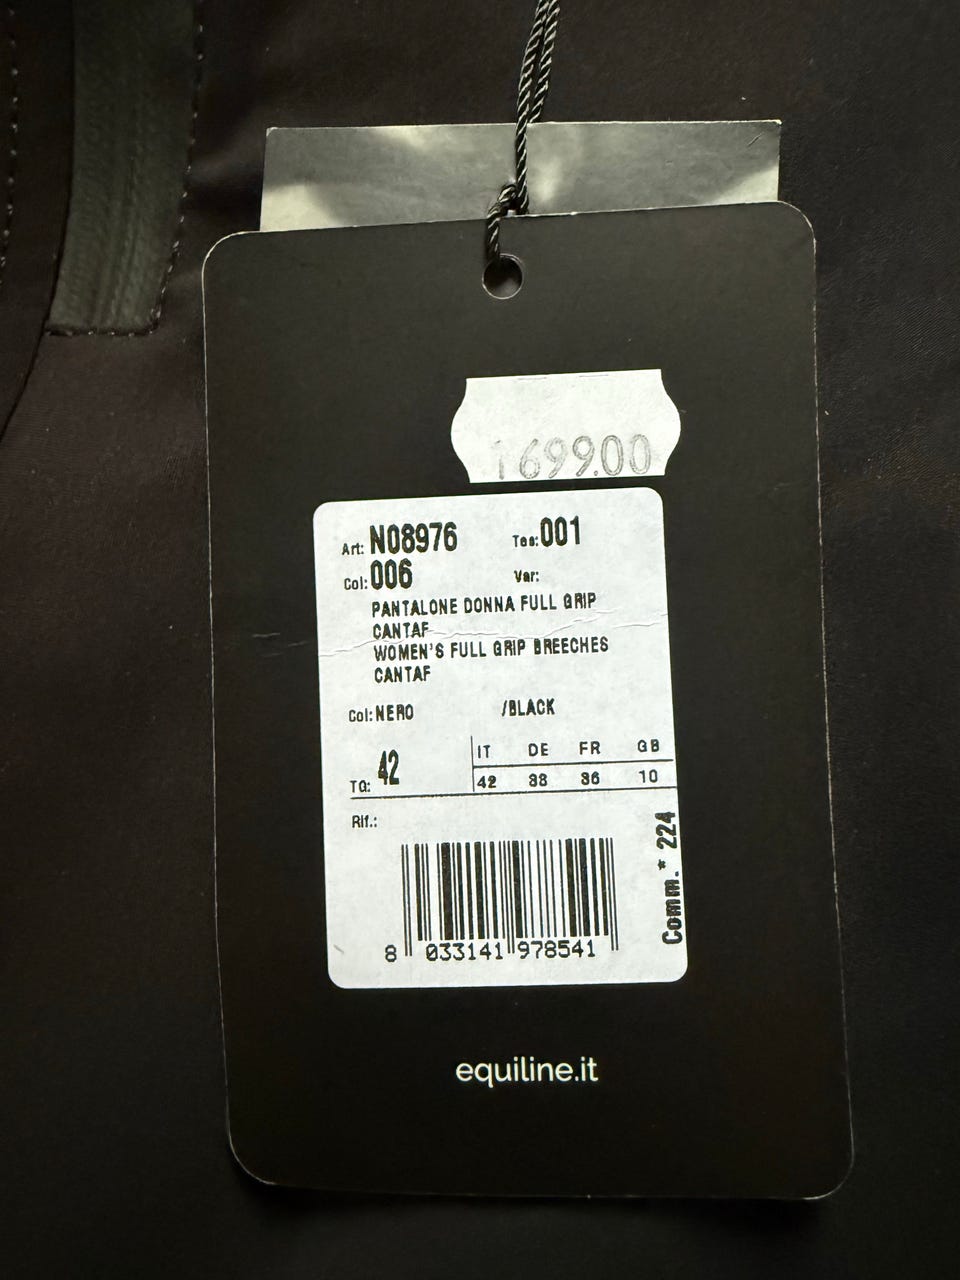 1699.00
Art: N08976 Tes: 001
Col: 006 Var:
PANTALONE DONNA FULL GRIP
CANTAF
WOMEN'S FULL GRIP BREECHES
CANTAF
Col: NERO /BLACK
TG: 42
IT DE FR GB
42 38 36 10
Rif.:
Comm.* 224
8 033141 978541
equiline.it